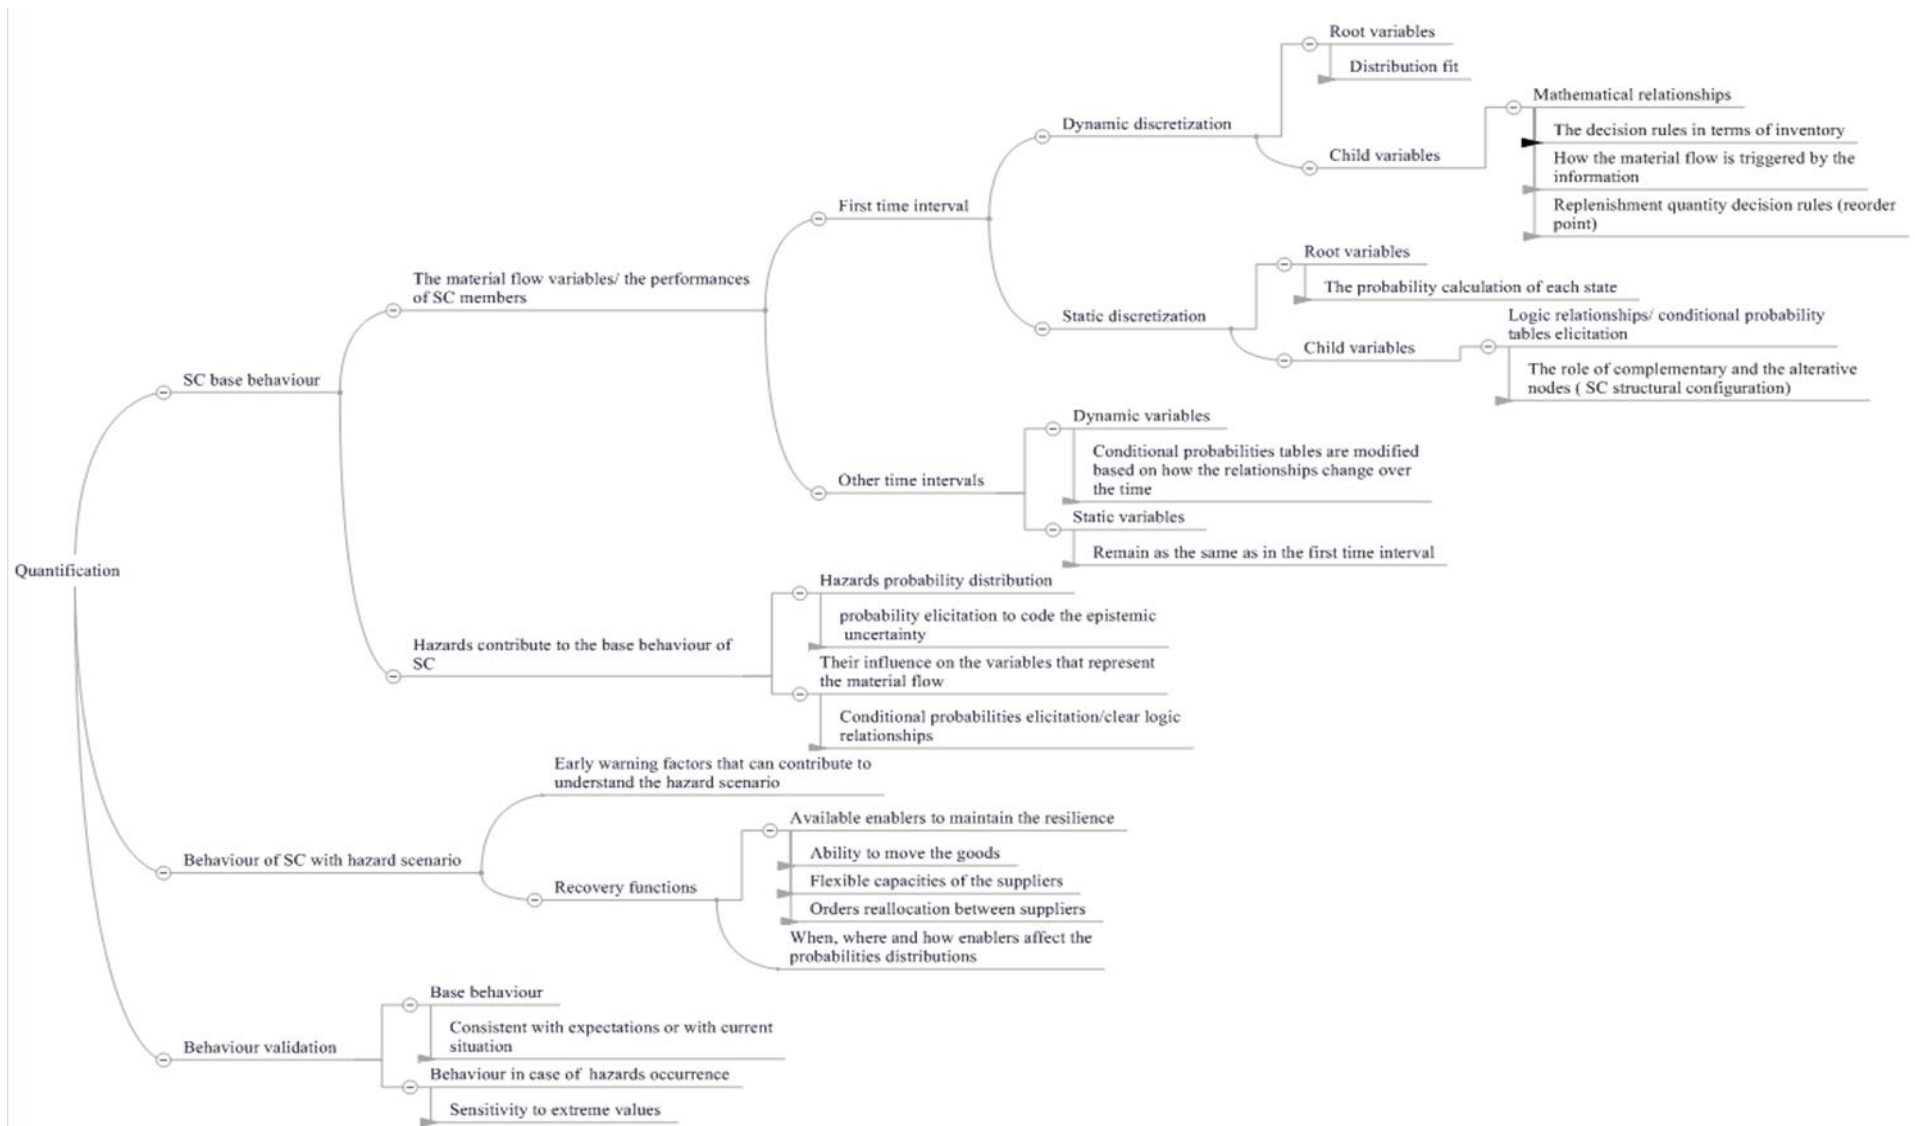 Root variables
Distribution fit
Mathematical relationships
Dynamic discretization
The decision rules in terms of inventory
Child variables
How the material flow is triggered by the
information
First time interval
Replenishment quantity decision rules (reorder
point)
Root variables
The material flow variables/ the performances
of SC members
The probability calculation of each state
Static discretization
Logic relationships/ conditional probability
tables elicitation
Child variables
SC base behaviour
The role of complementary and the alterative
nodes ( SC structural configuration)
Dynamic variables
Conditional probabilities tables are modified
based on how the relationships change over
the time
Other time intervals
Static variables
Remain as the same as in the first time interval
Quantification
Hazards probability distribution
probability elicitation to code the epistemic
uncertainty
Hazards contribute to the base behaviour of
SC
Their influence on the variables that represent
the material flow
Conditional probabilities elicitation/clear logic
relationships
Early warning factors that can contribute to
understand the hazard scenario
Available enablers to maintain the resilience
Behaviour of SC with hazard scenario
Ability to move the goods
Recovery functions
Flexible capacities of the suppliers
Orders reallocation between suppliers
When, where and how enablers affect the
probabilities distributions
Base behaviour
Consistent with expectations or with current
situation
Behaviour validation
Behaviour in case of hazards occurrence
Sensitivity to extreme values